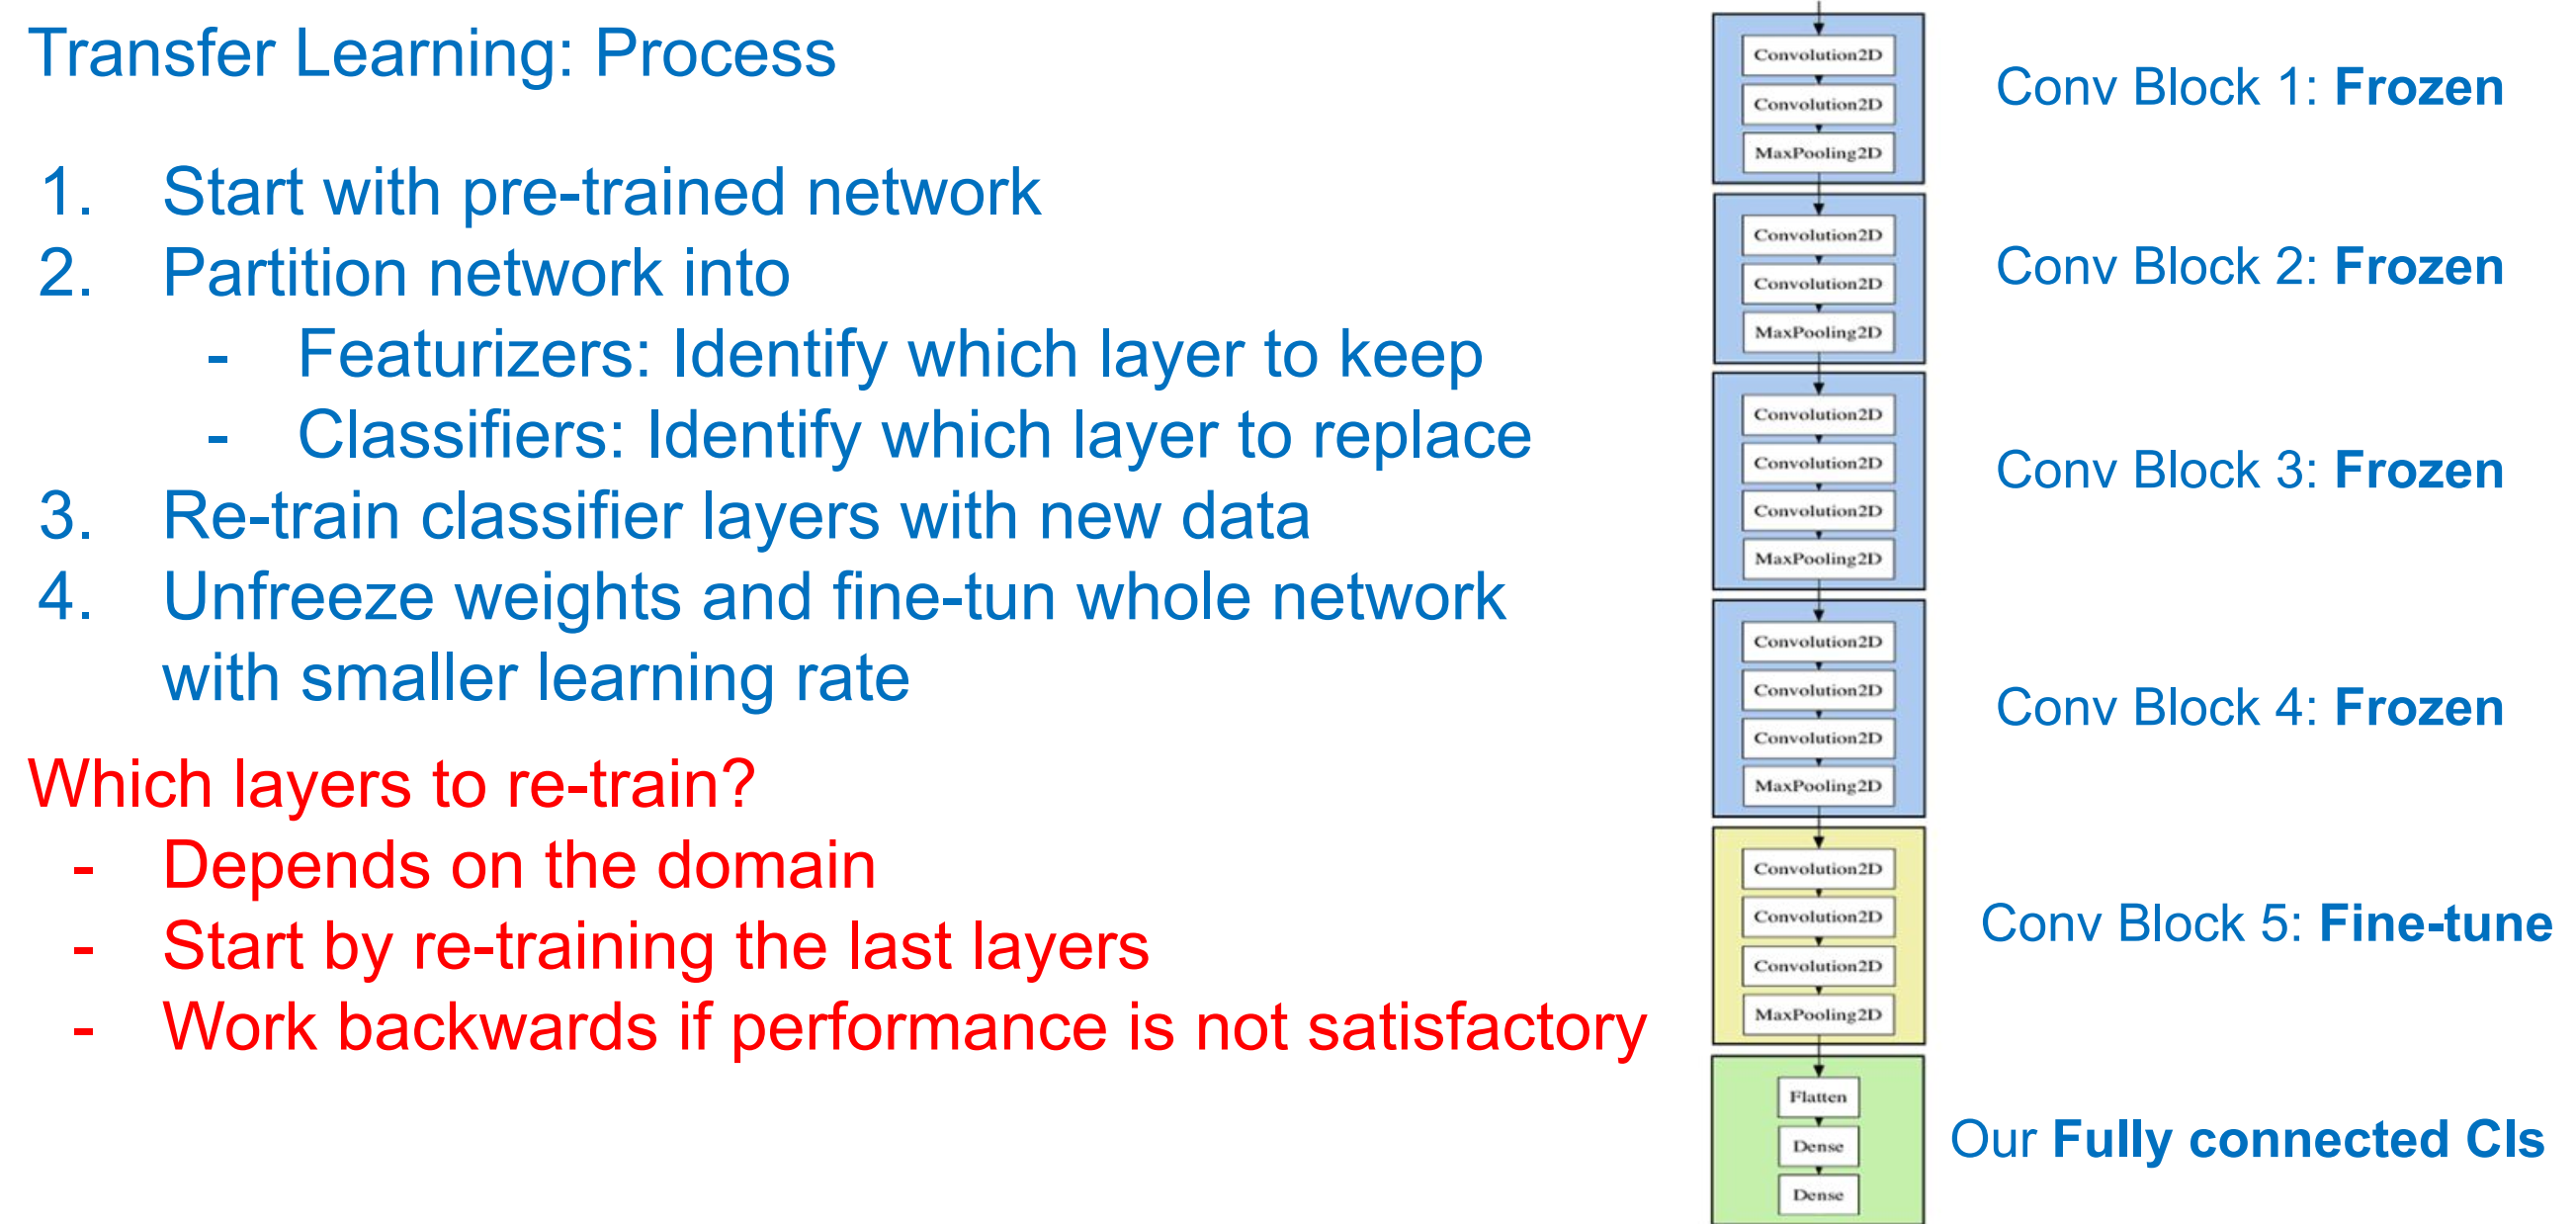 Transfer Learning: Process
1. Start with pre-trained network
2. Partition network into
- Featurizers: Identify which layer to keep
- Classifiers: Identify which layer to replace
3. Re-train classifier layers with new data
4. Unfreeze weights and fine-tun whole network
with smaller learning rate
Which layers to re-train?
- Depends on the domain
- Start by re-training the last layers
- Work backwards if performance is not satisfactory
Convolution2D
Convolution2D
MaxPooling2D
Conv Block 1: Frozen
Convolution2D
Convolution2D
MaxPooling2D
Conv Block 2: Frozen
Convolution2D
Convolution2D
Convolution2D
MaxPooling2D
Conv Block 3: Frozen
Convolution2D
Convolution2D
Convolution2D
MaxPooling2D
Conv Block 4: Frozen
Convolution2D
Convolution2D
Convolution2D
MaxPooling2D
Conv Block 5: Fine-tune
Flatten
Dense
Dense
Our Fully connected Cls